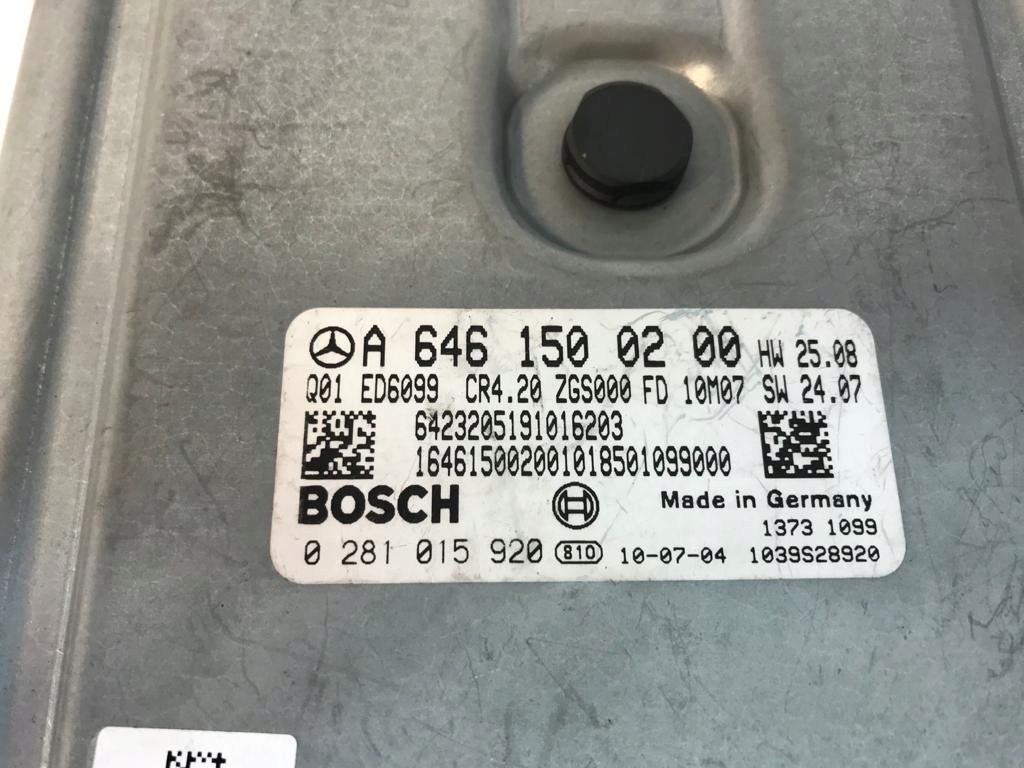 A 646 150 02 00 HW 25.08
Q01 ED6099 CR4.20 ZGS000 FD 10M07 SW 24.07
6423205191016203
164615002001018501099000
BOSCH Made in Germany
1373 1099
0 281 015 920 810 10-07-04 1039S28920